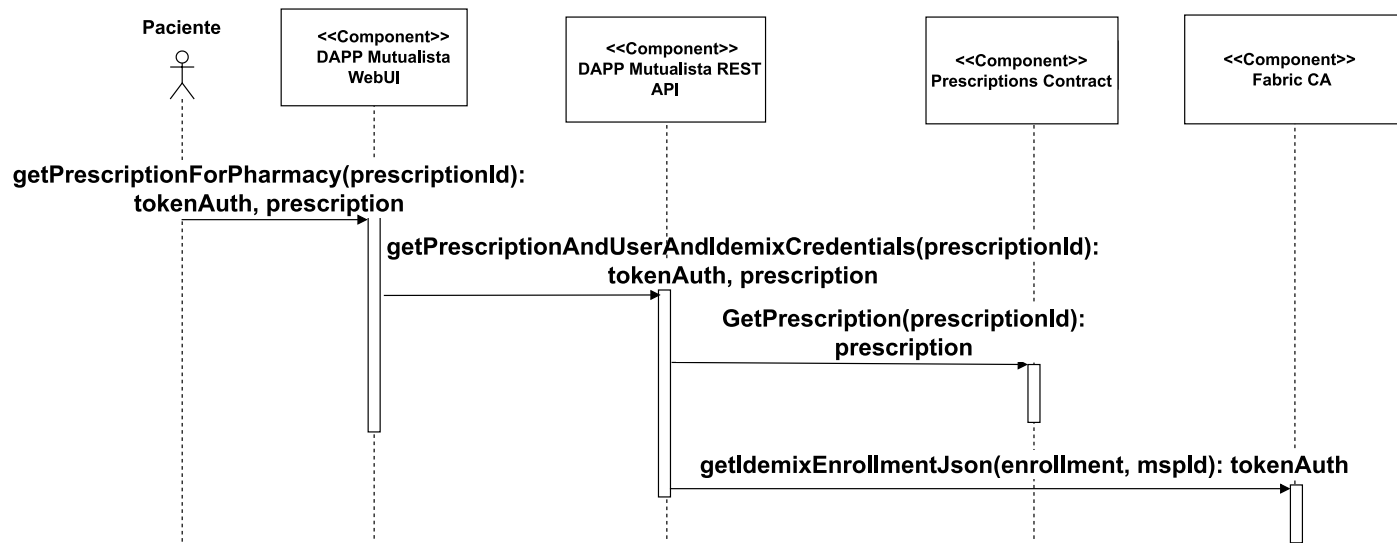 Paciente
<<Component>>
DAPP Mutualista
WebUI
<<Component>>
DAPP Mutualista REST
API
<<Component>>
Prescriptions Contract
<<Component>>
Fabric CA
getPrescriptionForPharmacy(prescriptionId):
tokenAuth, prescription
getPrescriptionAndUserAndIdemixCredentials(prescriptionId):
tokenAuth, prescription
GetPrescription(prescriptionId):
prescription
getIdemixEnrollmentJson(enrollment, mspId): tokenAuth